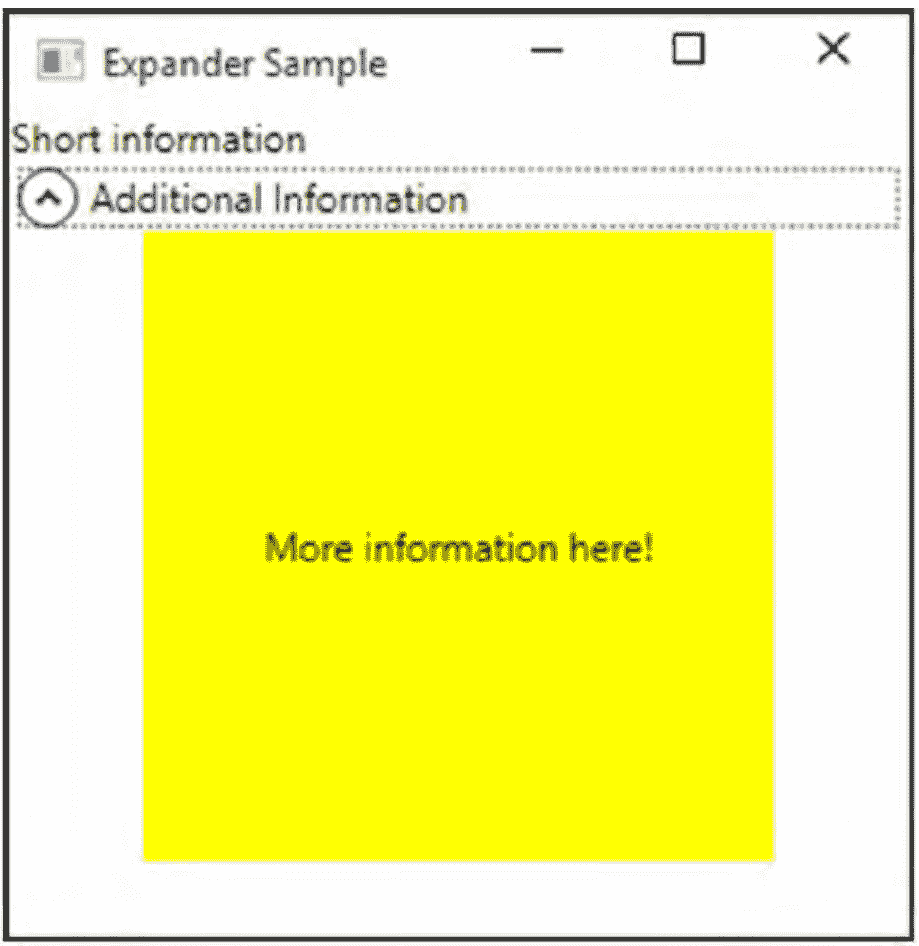 Expander Sample
Short information
Additional Information
More information here!